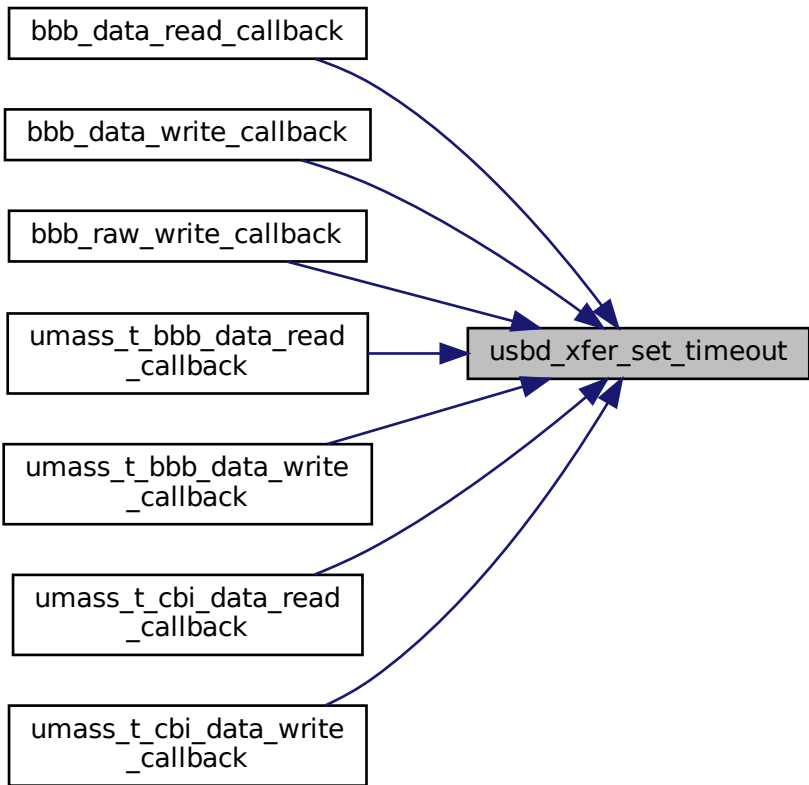 bbb_data_read_callback
bbb_data_write_callback
bbb_raw_write_callback
umass_t_bbb_data_read
_callback
usbd_xfer_set_timeout
umass_t_bbb_data_write
_callback
umass_t_cbi_data_read
_callback
umass_t_cbi_data_write
_callback